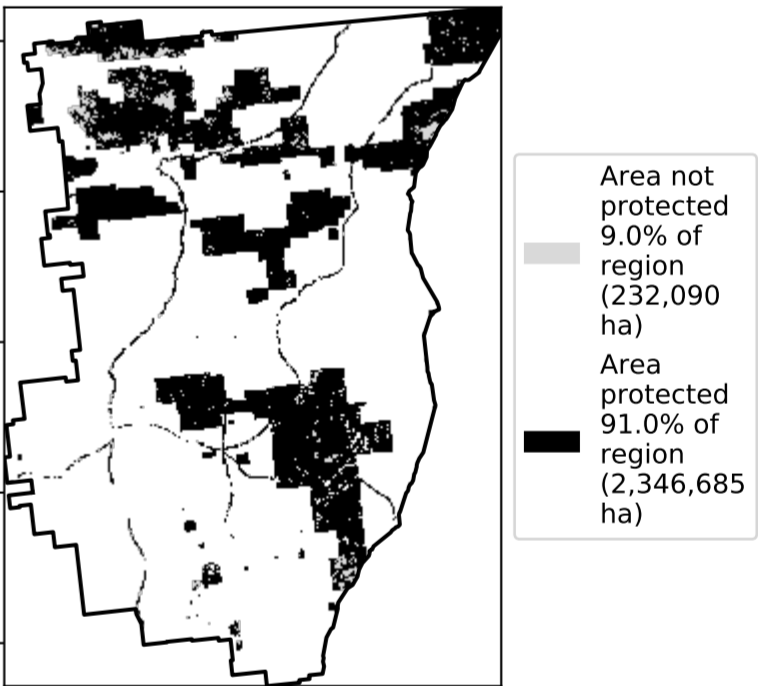 Area not
protected
9.0% of
region
(232,090
ha)
Area
protected
91.0% of
region
(2,346,685
ha)